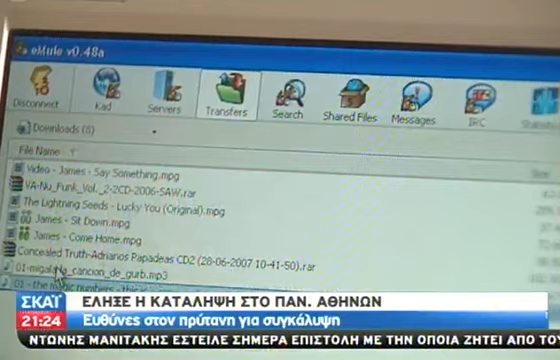 eMule v0.48a
Disconnect Kad Servers Transfers Search Shared Files Messages IRC
Downloads (8)
File Name Size
Video - James - Say Something.mpg
VA-Nu_Funk_Vol._2-2CD-2006-SAW.rar
The Lightning Seeds - Lucky You (Original).mpg
James - Sit Down.mpg
James - Come Home.mpg
Concealed Truth-Adrianos Papadeas CD2 (28-06-2007 10-41-50).rar
01 - the magic numbers -
ΣΚΑΪ
21:24
ΕΛΗΞΕ Η ΚΑΤΑΛΗΨΗ ΣΤΟ ΠΑΝ. ΑΘΗΝΩΝ
Ευθύνες στον πρύτανη για συγκάλυψη
ΝΤΩΝΗΣ ΜΑΝΙΤΑΚΗΣ ΕΣΤΕΙΛΕ ΣΗΜΕΡΑ ΕΠΙΣΤΟΛΗ ΜΕ ΤΗΝ ΟΠΟΙΑ ΖΗΤΕΙ ΑΠΟ ΤΟ